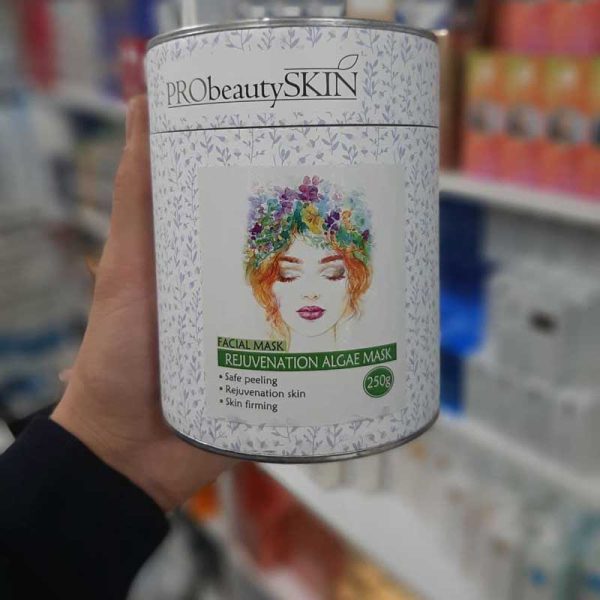 PRObeautySKIN
FACIAL MASK
REJUVENATION ALGAE MASK
• Safe peeling
• Rejuvenation skin
• Skin firming
250g